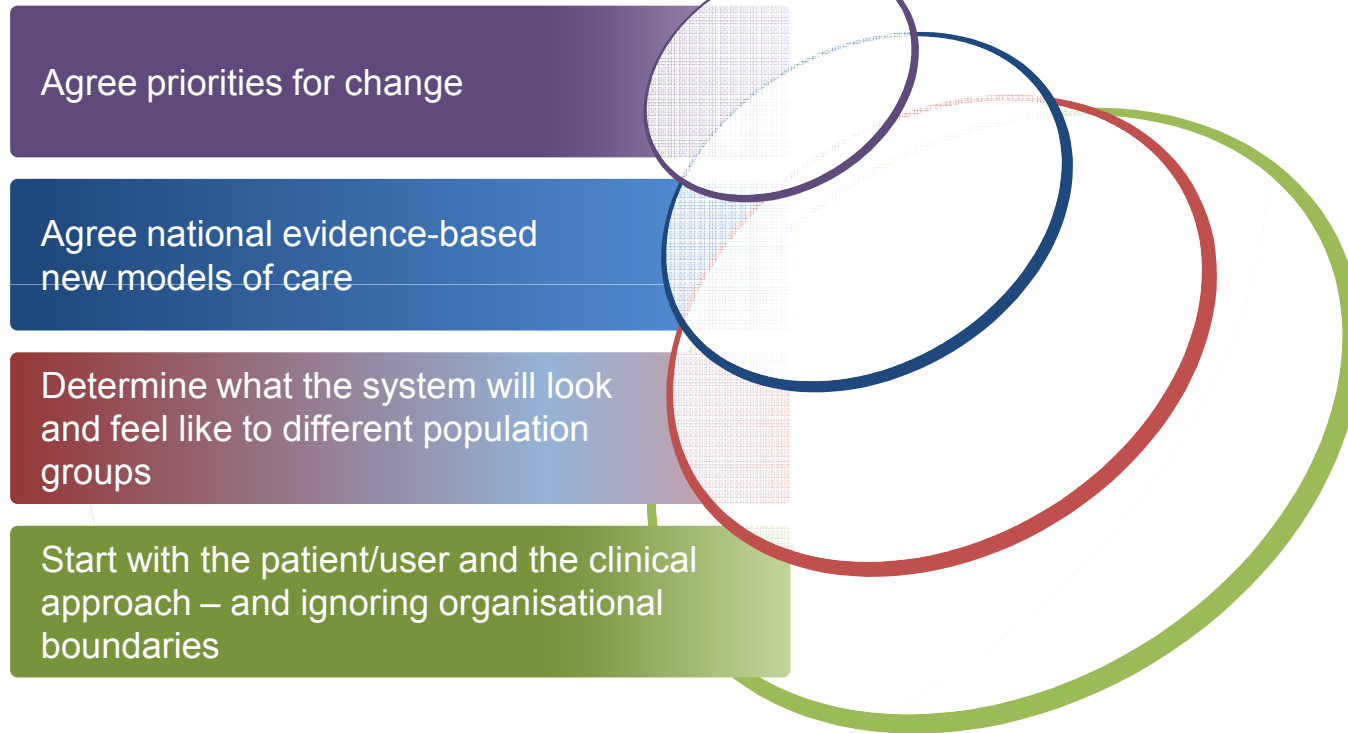 Agree priorities for change
Agree national evidence-based
new models of care
Determine what the system will look
and feel like to different population
groups
Start with the patient/user and the clinical
approach – and ignoring organisational
boundaries